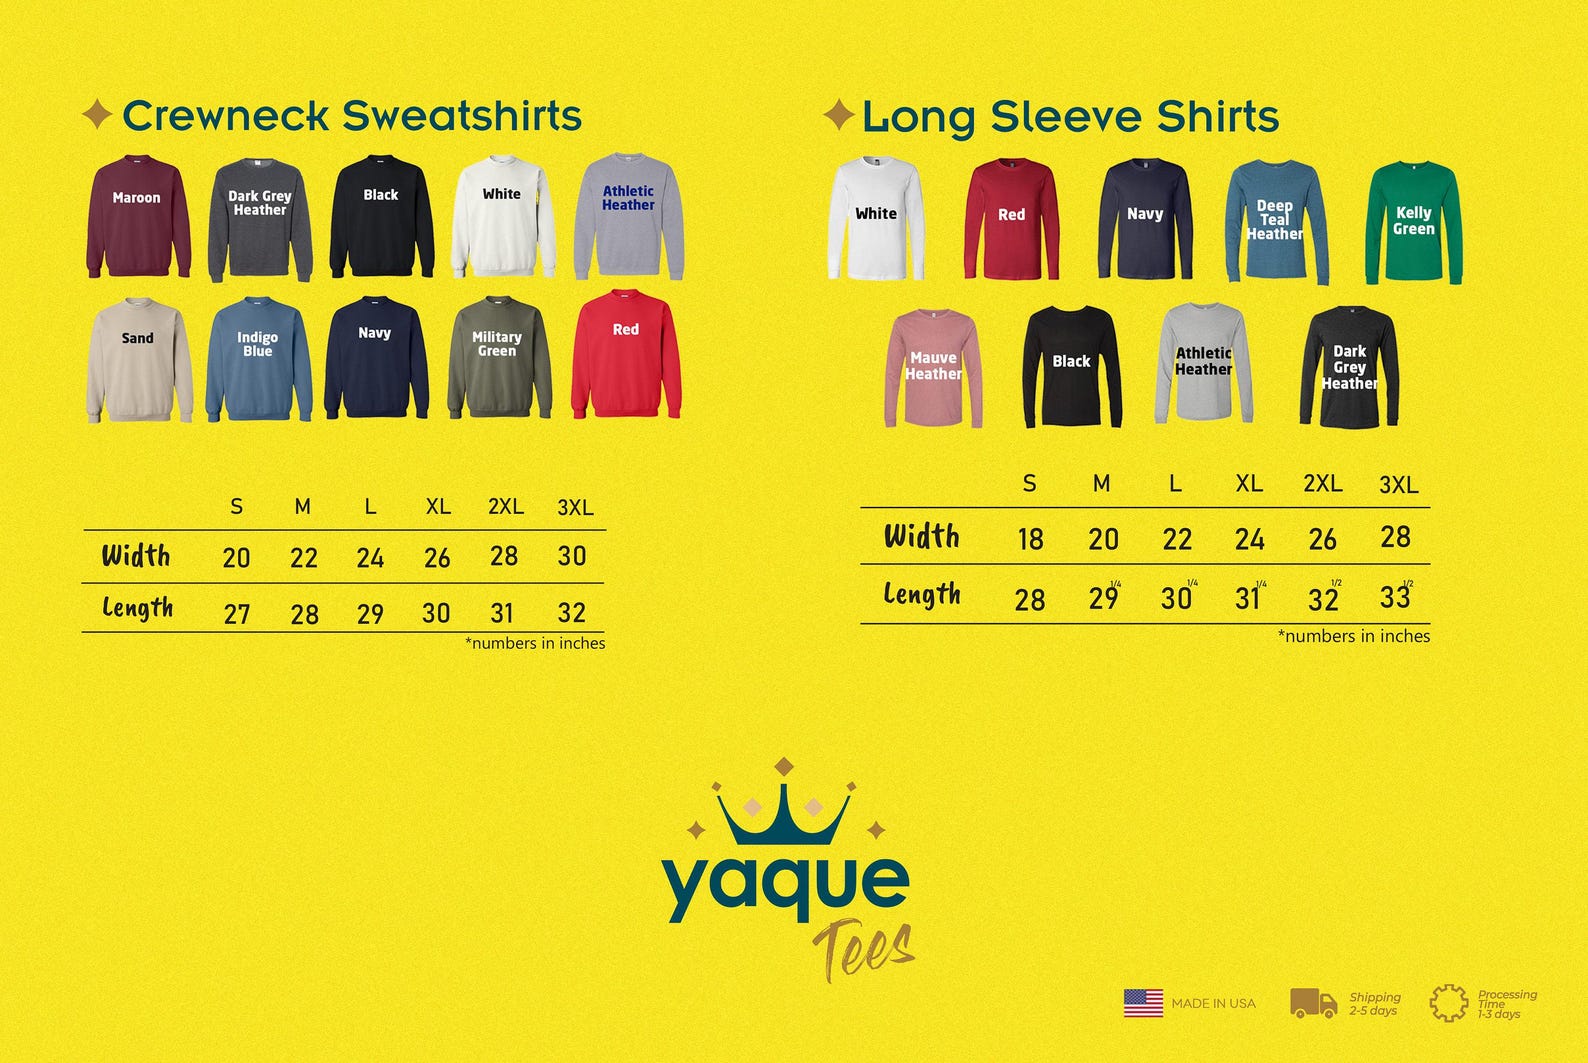 Crewneck Sweatshirts
Maroon
Dark Grey
Heather
Black
White
Athletic
Heather
Sand
Indigo
Blue
Navy
Military
Green
Red
S M L XL 2XL 3XL
Width 20 22 24 26 28 30
Length 27 28 29 30 31 32
*numbers in inches
Long Sleeve Shirts
White
Red
Navy
Deep
Teal
Heather
Kelly
Green
Mauve
Heather
Black
Athletic
Heather
Dark
Grey
Heather
S M L XL 2XL 3XL
Width 18 20 22 24 26 28
Length 28 29 1/4 30 1/4 31 1/4 32 1/2 33 1/2
*numbers in inches
yaque
Tees
MADE IN USA
Shipping
2-5 days
Processing
Time
1-3 days